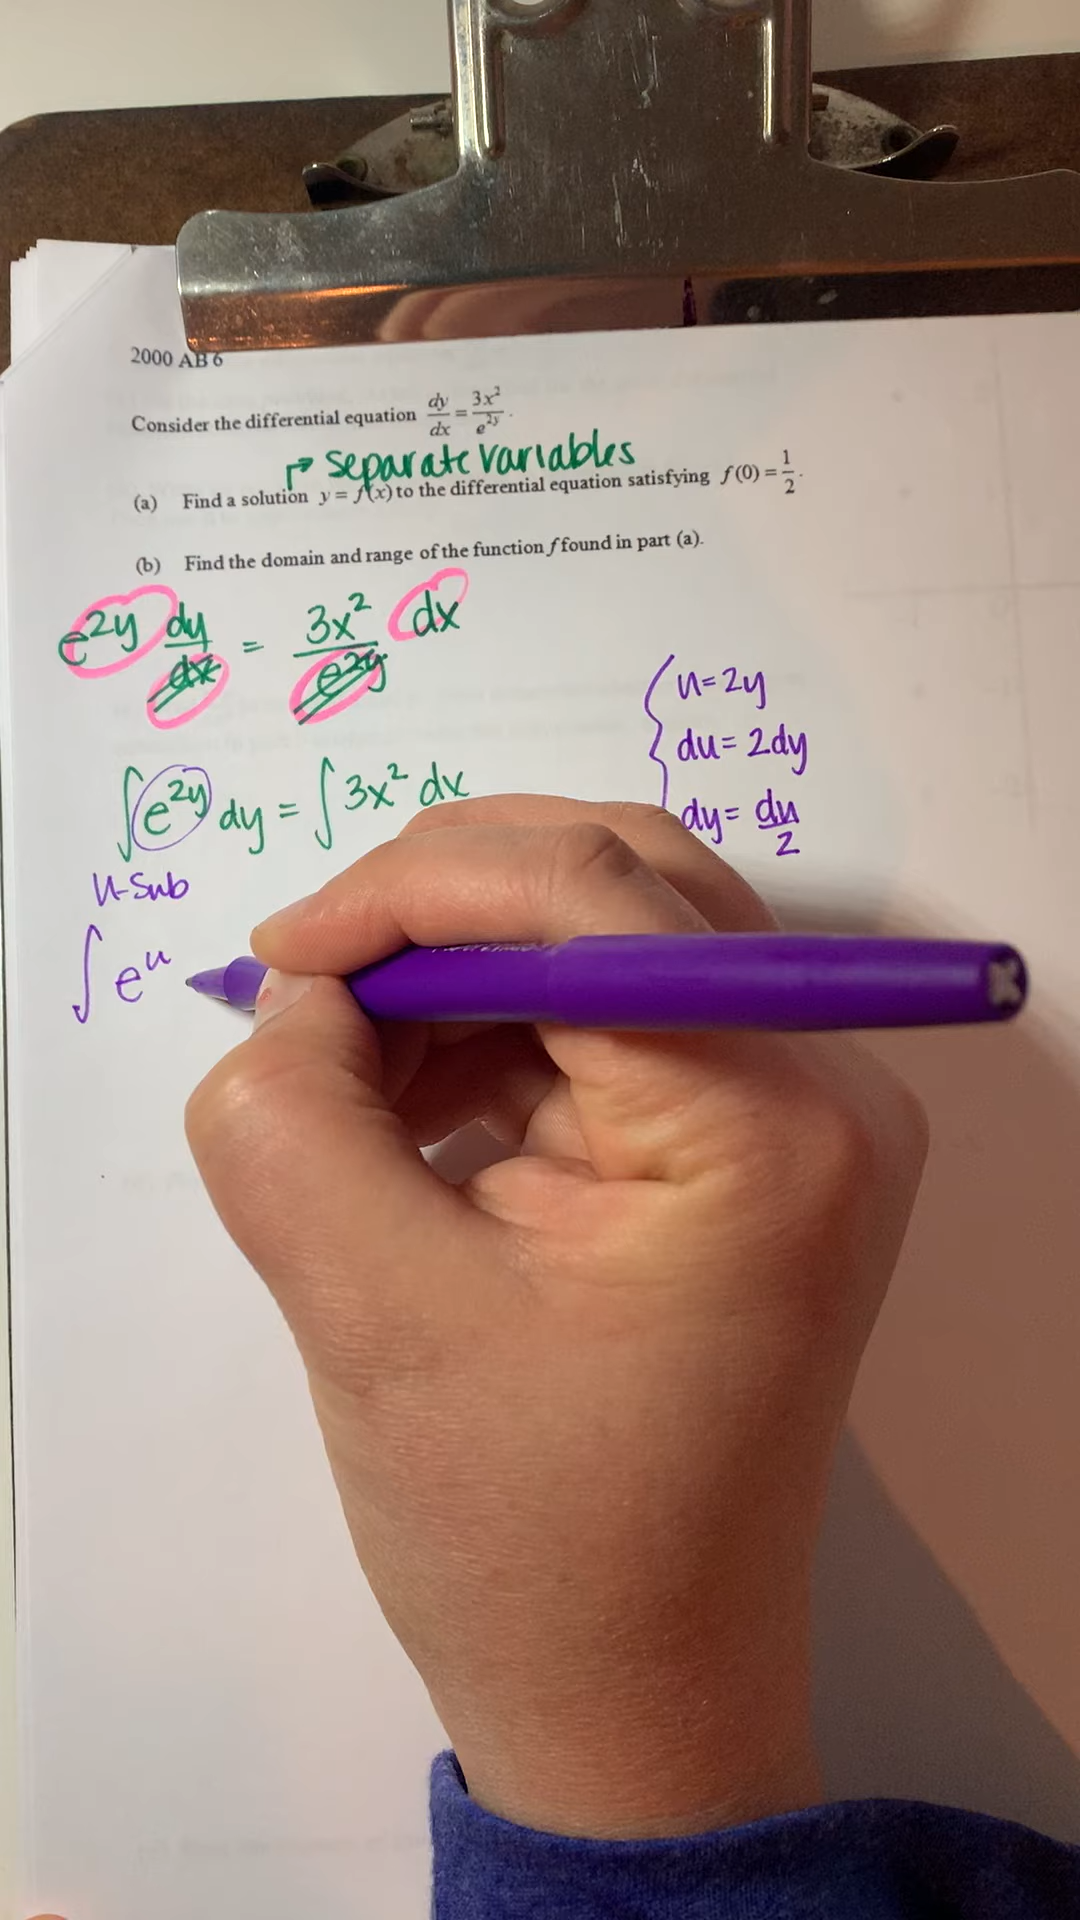 2000 AB 6
Consider the differential equation dy/dx = 3x²/e^{2y}.
↱ separate variables
(a) Find a solution y = f(x) to the differential equation satisfying f(0) = 1/2.
(b) Find the domain and range of the function f found in part (a).
e^{2y} dy/dx = 3x²/e^{2y} dx
u = 2y
du = 2dy
∫e^{2y} dy = ∫3x² dx
dy = du/2
u-sub
∫e^u